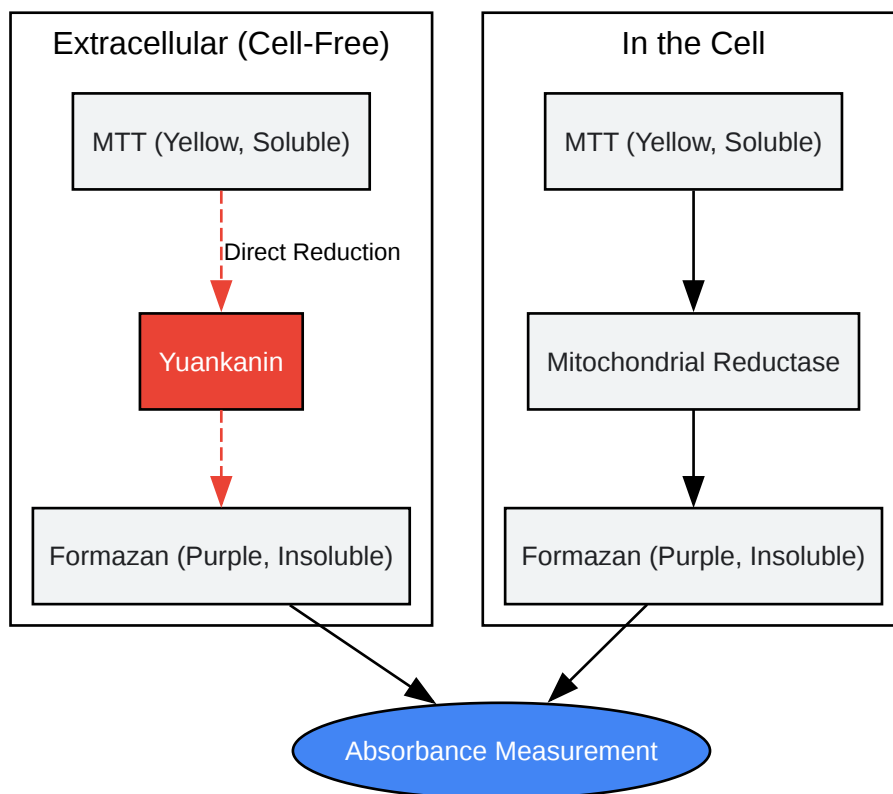 Extracellular (Cell-Free)
MTT (Yellow, Soluble)
Direct Reduction
Yuankanin
Formazan (Purple, Insoluble)
In the Cell
MTT (Yellow, Soluble)
Mitochondrial Reductase
Formazan (Purple, Insoluble)
Absorbance Measurement